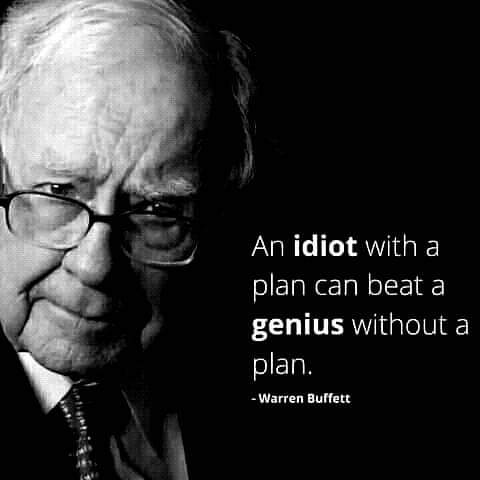 An idiot with a
plan can beat a
genius without a
plan.
- Warren Buffett